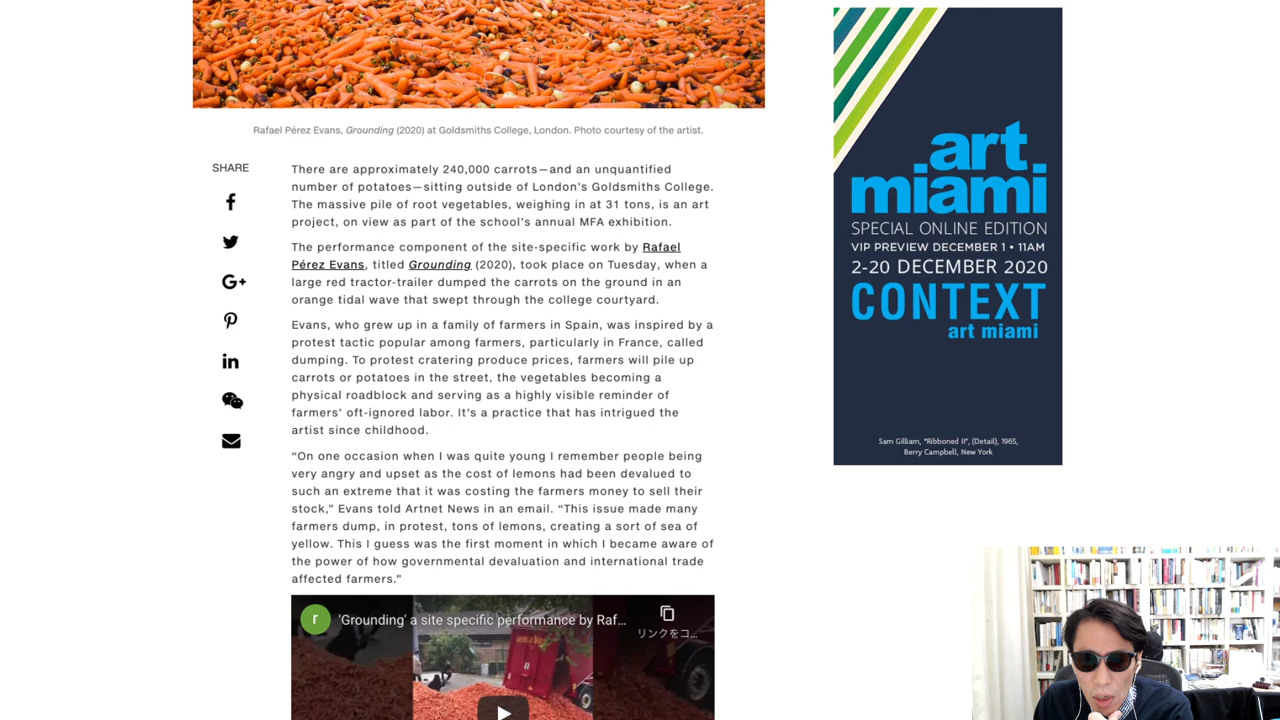 Rafael Pérez Evans, Grounding (2020) at Goldsmiths College, London. Photo courtesy of the artist.
SHARE
There are approximately 240,000 carrots—and an unquantified
number of potatoes—sitting outside of London’s Goldsmiths College.
The massive pile of root vegetables, weighing in at 31 tons, is an art
project, on view as part of the school’s annual MFA exhibition.
The performance component of the site-specific work by Rafael
Pérez Evans, titled Grounding (2020), took place on Tuesday, when a
large red tractor-trailer dumped the carrots on the ground in an
orange tidal wave that swept through the college courtyard.
Evans, who grew up in a family of farmers in Spain, was inspired by a
protest tactic popular among farmers, particularly in France, called
dumping. To protest cratering produce prices, farmers will pile up
carrots or potatoes in the street, the vegetables becoming a
physical roadblock and serving as a highly visible reminder of
farmers’ oft-ignored labor. It’s a practice that has intrigued the
artist since childhood.
“On one occasion when I was quite young I remember people being
very angry and upset as the cost of lemons had been devalued to
such an extreme that it was costing the farmers money to sell their
stock,” Evans told Artnet News in an email. “This issue made many
farmers dump, in protest, tons of lemons, creating a sort of sea of
yellow. This I guess was the first moment in which I became aware of
the power of how governmental devaluation and international trade
affected farmers.”
r
'Grounding' a site specific performance by Raf...
リンクをコ...
art
miami
SPECIAL ONLINE EDITION
VIP PREVIEW DECEMBER 1 • 11AM
2-20 DECEMBER 2020
CONTEXT
art miami
Sam Gilliam, "Ribboned II", (Detail), 1965,
Berry Campbell, New York